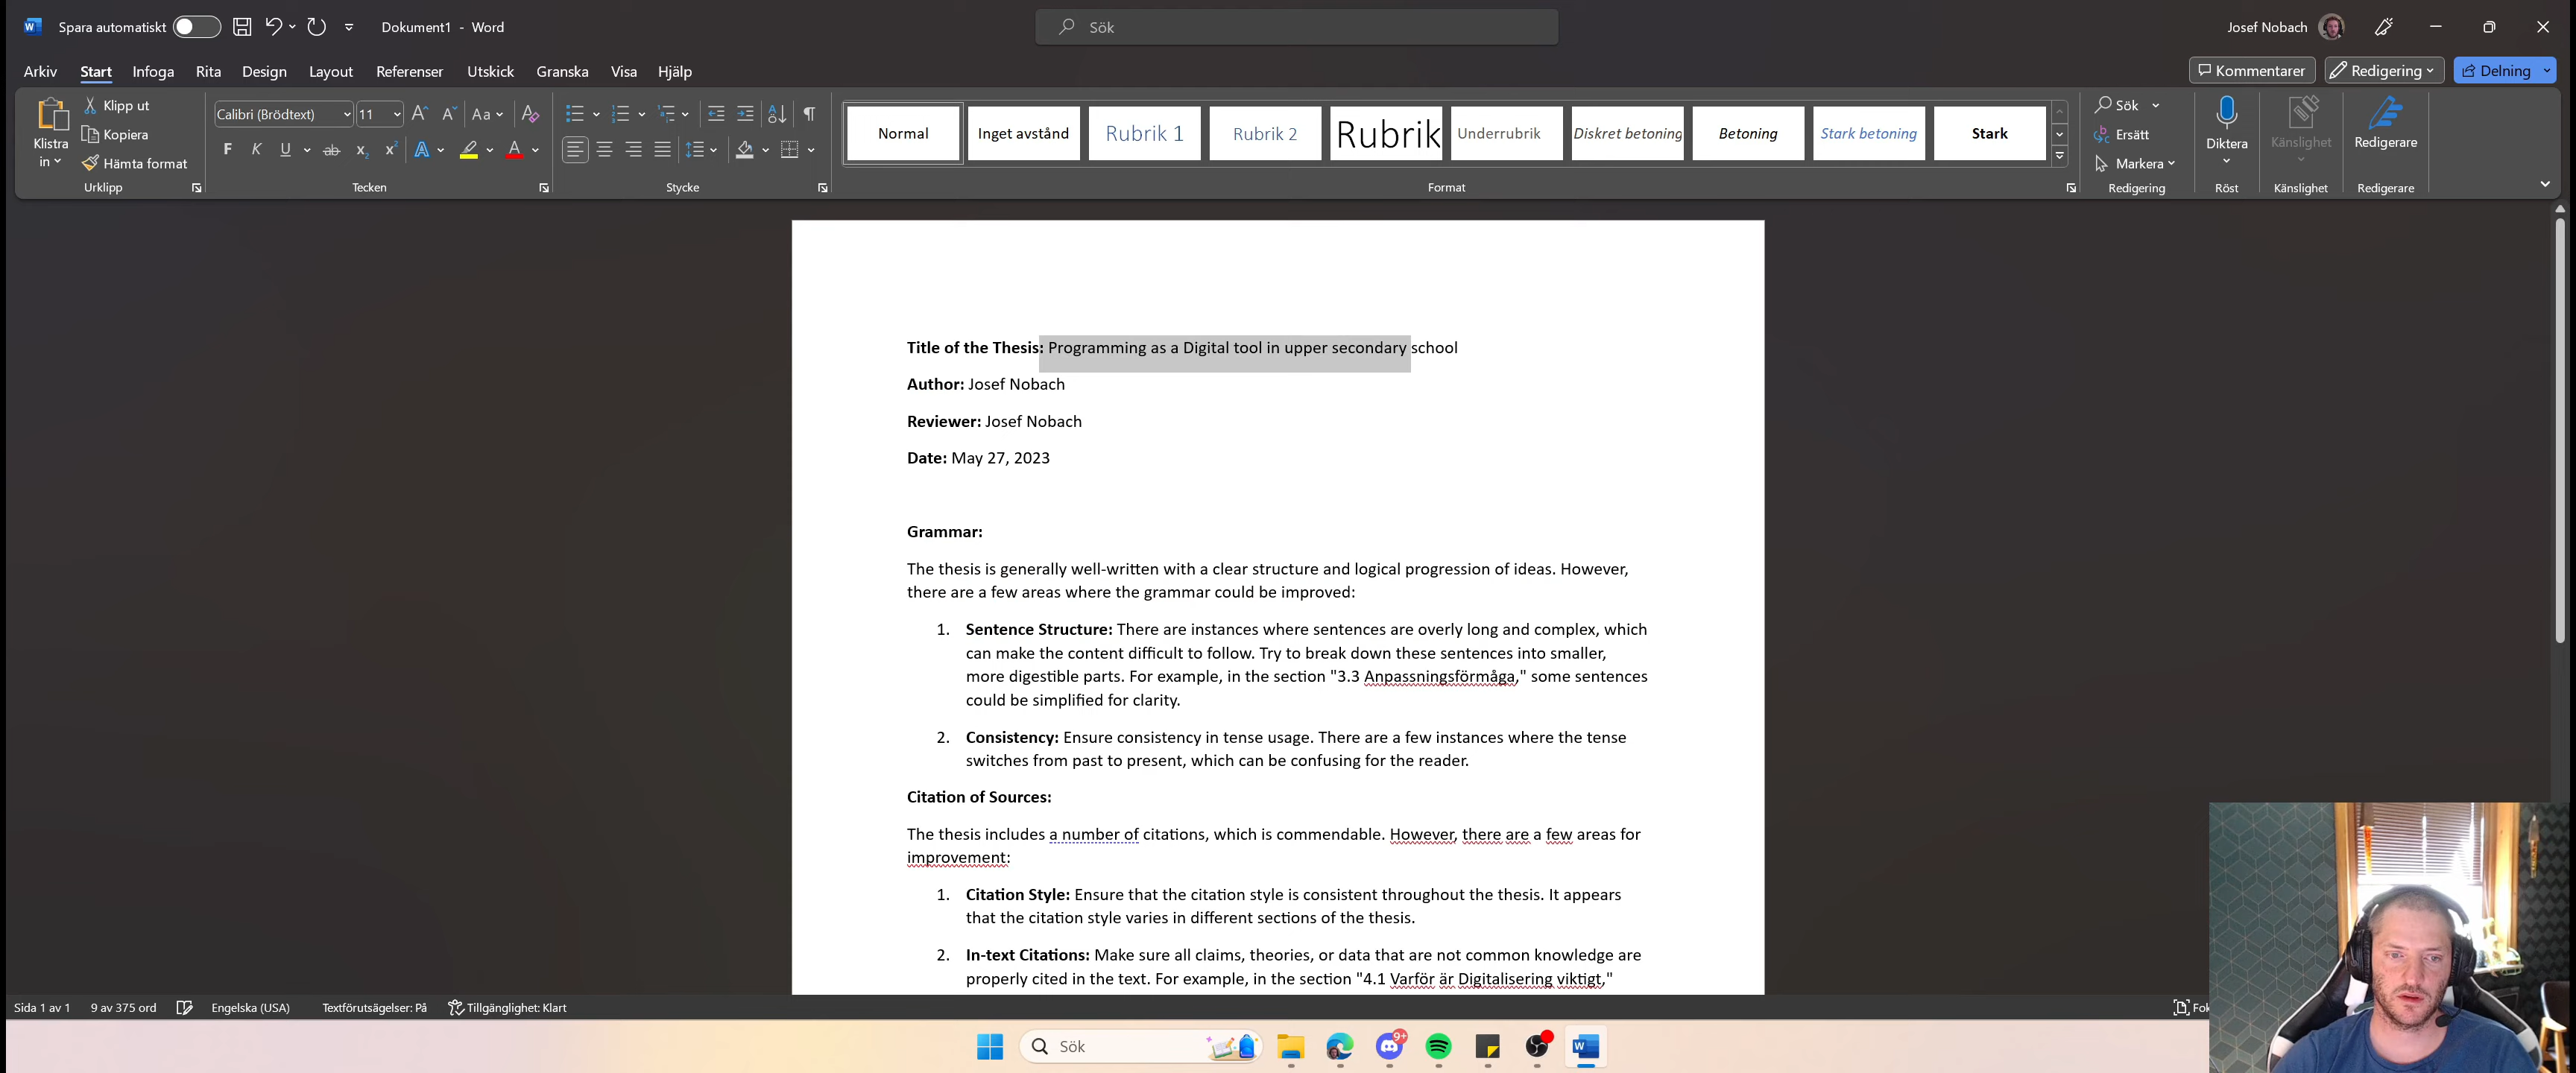 Spara automatiskt Dokument1 - Word Sök Josef Nobach
Arkiv Start Infoga Rita Design Layout Referenser Utskick Granska Visa Hjälp Kommentarer Redigering Delning
Klistra in Klipp ut Kopiera Hämta format
Urklipp
Calibri (Brödtext) 11 Aa
F K U ab x₂ x² A A
Tecken
Stycke
Normal Inget avstånd Rubrik 1 Rubrik 2 Rubrik Underrubrik Diskret betoning Betoning Stark betoning Stark
Format
Sök
Ersätt
Markera
Redigering
Diktera
Röst
Känslighet
Känslighet
Redigerare
Redigerare
Title of the Thesis: Programming as a Digital tool in upper secondary school
Author: Josef Nobach
Reviewer: Josef Nobach
Date: May 27, 2023
Grammar:
The thesis is generally well-written with a clear structure and logical progression of ideas. However,
there are a few areas where the grammar could be improved:
1. Sentence Structure: There are instances where sentences are overly long and complex, which
can make the content difficult to follow. Try to break down these sentences into smaller,
more digestible parts. For example, in the section "3.3 Anpassningsförmåga," some sentences
could be simplified for clarity.
2. Consistency: Ensure consistency in tense usage. There are a few instances where the tense
switches from past to present, which can be confusing for the reader.
Citation of Sources:
The thesis includes a number of citations, which is commendable. However, there are a few areas for
improvement:
1. Citation Style: Ensure that the citation style is consistent throughout the thesis. It appears
that the citation style varies in different sections of the thesis.
2. In-text Citations: Make sure all claims, theories, or data that are not common knowledge are
properly cited in the text. For example, in the section "4.1 Varför är Digitalisering viktigt,"
Sida 1 av 1 9 av 375 ord Engelska (USA) Textförutsägelser: På Tillgänglighet: Klart Fok
Sök 9+